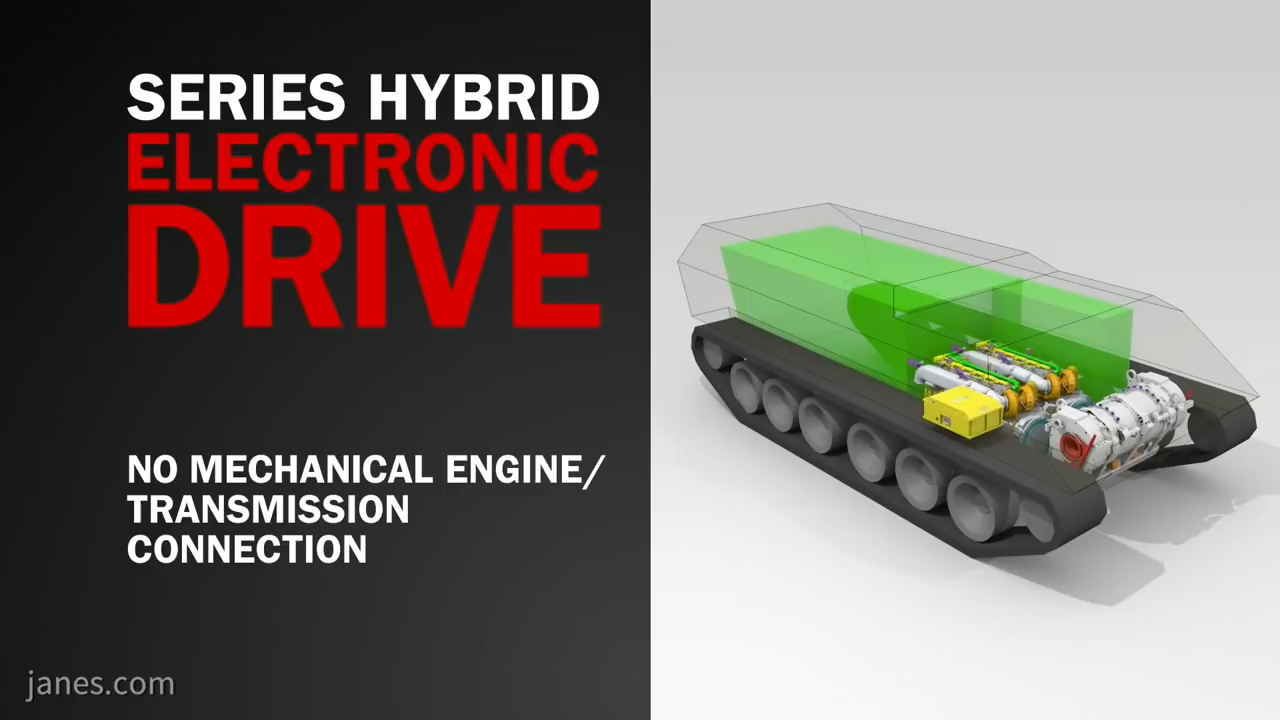 SERIES HYBRID
ELECTRONIC
DRIVE
NO MECHANICAL ENGINE/
TRANSMISSION
CONNECTION
janes.com